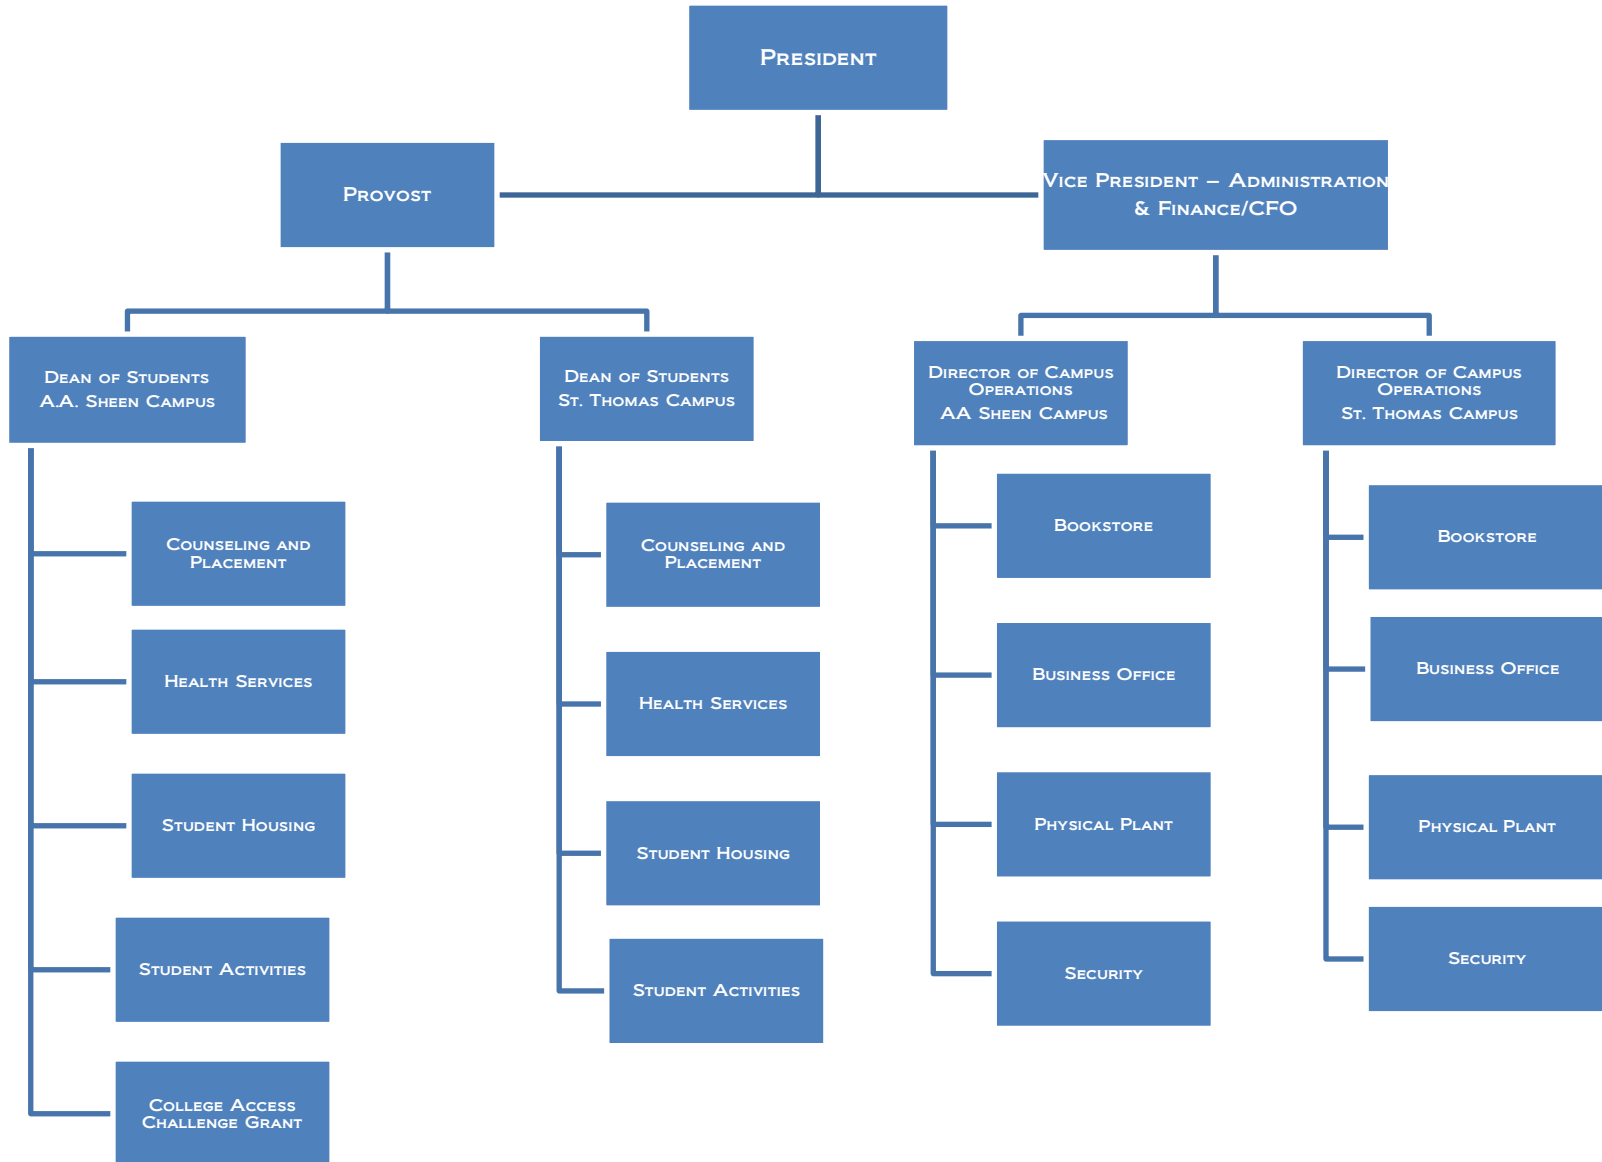 President
Provost
Vice President – Administration
& Finance/CFO
Dean of Students
A.A. Sheen Campus
Dean of Students
St. Thomas Campus
Director of Campus
Operations
AA Sheen Campus
Director of Campus
Operations
St. Thomas Campus
Counseling and
Placement
Health Services
Student Housing
Student Activities
College Access
Challenge Grant
Counseling and
Placement
Health Services
Student Housing
Student Activities
Bookstore
Business Office
Physical Plant
Security
Bookstore
Business Office
Physical Plant
Security